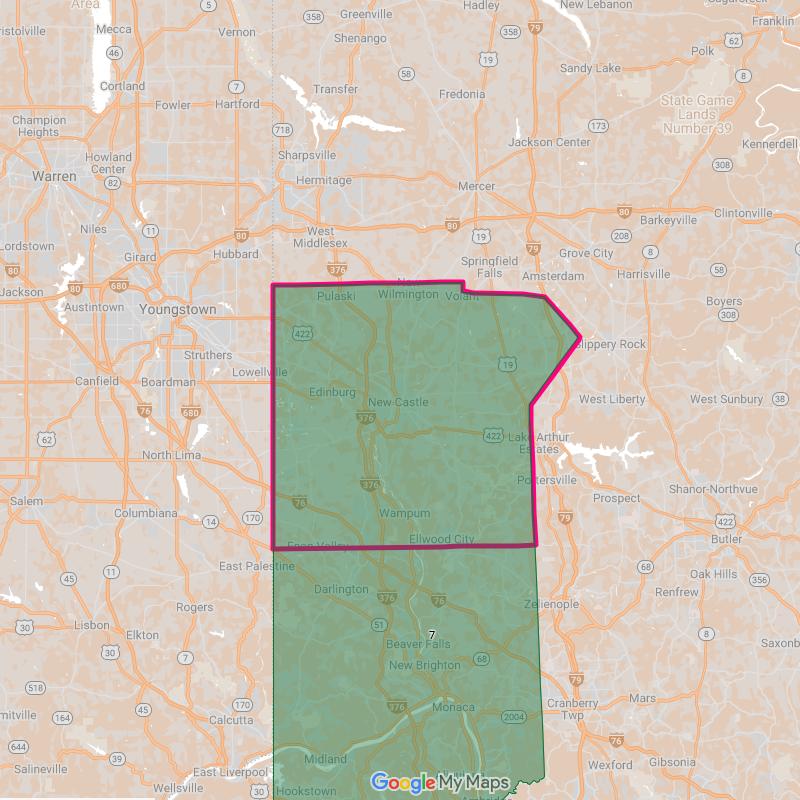 Area
Mecca
Vernon
5
358
Greenville
Hadley
New Lebanon
79
Shenango
358
62
Franklin
ristolville
46
19
Polk
Cortland
7
Transfer
58
Sandy Lake
8
Fowler
Hartford
Fredonia
State Game
Lands
Number 39
Champion
Heights
718
173
Howland
Center
Sharpsville
Jackson Center
Kennerdell
Warren
82
Hermitage
Mercer
308
West
Middlesex
80
80
Barkeyville
Clintonville
Niles
11
80
19
208
Lordstown
Girard
Hubbard
79
Grove City
8
80
376
Springfield
Falls
Amsterdam
Harrisville
58
Jackson
80
680
New
Wilmington
Volant
Pulaski
Austintown
Youngstown
Boyers
308
422
Slippery Rock
Struthers
19
Lowellville
Canfield
Boardman
Edinburg
New Castle
West Liberty
West Sunbury
38
76
680
376
62
422
Lake Arthur
Estates
North Lima
Portersville
376
Prospect
Shanor-Northvue
Salem
76
Columbiana
14
170
Wampum
79
422
Butler
Enon Valley
Ellwood City
East Palestine
68
Oak Hills
45
11
Darlington
376
76
Renfrew
356
Rogers
Zelienople
30
Lisbon
51
7
8
Elkton
Beaver Falls
Saxonb
30
7
New Brighton
68
518
79
Mars
170
376
Monaca
Cranberry
Twp
mitville
164
45
Calcutta
2004
644
39
Midland
76
Gibsonia
Salineville
East Liverpool
Wexford
Wellsville
30
Hookstown
Google My Maps